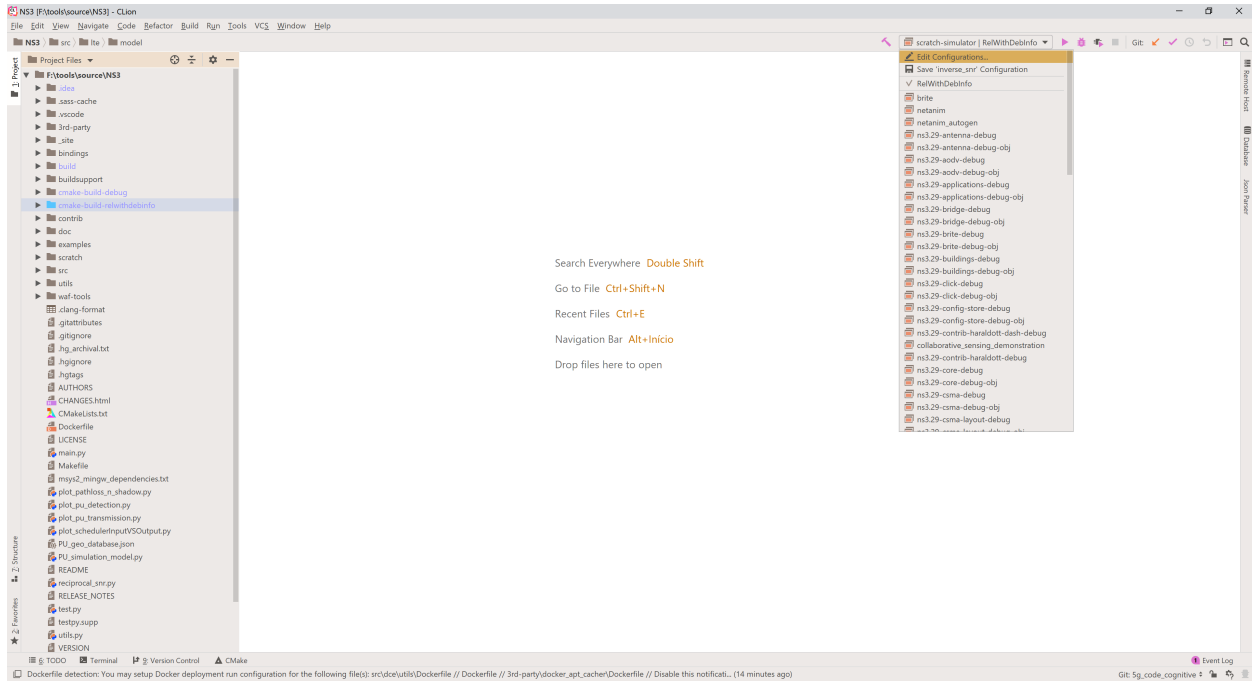 NS3 [F:\tools\source\NS3] - CLion
File Edit View Navigate Code Refactor Build Run Tools VCS Window Help
NS3 src lte model
scratch-simulator | RelWithDebInfo
Git:
1: Project
Project Files
F:\tools\source\NS3
.idea
.sass-cache
.vscode
3rd-party
_site
bindings
build
buildsupport
cmake-build-debug
cmake-build-relwithdebinfo
contrib
doc
examples
scratch
src
utils
waf-tools
.clang-format
.gitattributes
.gitignore
.hg_archival.txt
.hgignore
.hgtags
AUTHORS
CHANGES.html
CMakeLists.txt
Dockerfile
LICENSE
main.py
Makefile
msys2_mingw_dependencies.txt
plot_pathloss_n_shadow.py
plot_pu_detection.py
plot_pu_transmission.py
plot_schedulerInputVSOutput.py
PU_geo_database.json
PU_simulation_model.py
README
reciprocal_snr.py
RELEASE_NOTES
test.py
testpy.supp
utils.py
VERSION
7: Structure
2: Favorites
Search Everywhere Double Shift
Go to File Ctrl+Shift+N
Recent Files Ctrl+E
Navigation Bar Alt+Início
Drop files here to open
Edit Configurations...
Save 'inverse_snr' Configuration
RelWithDebInfo
brite
netanim
netanim_autogen
ns3.29-antenna-debug
ns3.29-antenna-debug-obj
ns3.29-aodv-debug
ns3.29-aodv-debug-obj
ns3.29-applications-debug
ns3.29-applications-debug-obj
ns3.29-bridge-debug
ns3.29-bridge-debug-obj
ns3.29-brite-debug
ns3.29-brite-debug-obj
ns3.29-buildings-debug
ns3.29-buildings-debug-obj
ns3.29-click-debug
ns3.29-click-debug-obj
ns3.29-config-store-debug
ns3.29-config-store-debug-obj
ns3.29-contrib-haraldott-dash-debug
collaborative_sensing_demonstration
ns3.29-contrib-haraldott-debug
ns3.29-core-debug
ns3.29-core-debug-obj
ns3.29-csma-debug
ns3.29-csma-debug-obj
ns3.29-csma-layout-debug
ns3.29-csma-layout-debug-obj
Remote Host
Database
Json Parser
6: TODO Terminal 9: Version Control CMake
1 Event Log
Dockerfile detection: You may setup Docker deployment run configuration for the following file(s): src\dce\utils\Dockerfile // Dockerfile // 3rd-party\docker_apt_cacher\Dockerfile // Disable this notificati... (14 minutes ago)
Git: 5g_code_cognitive